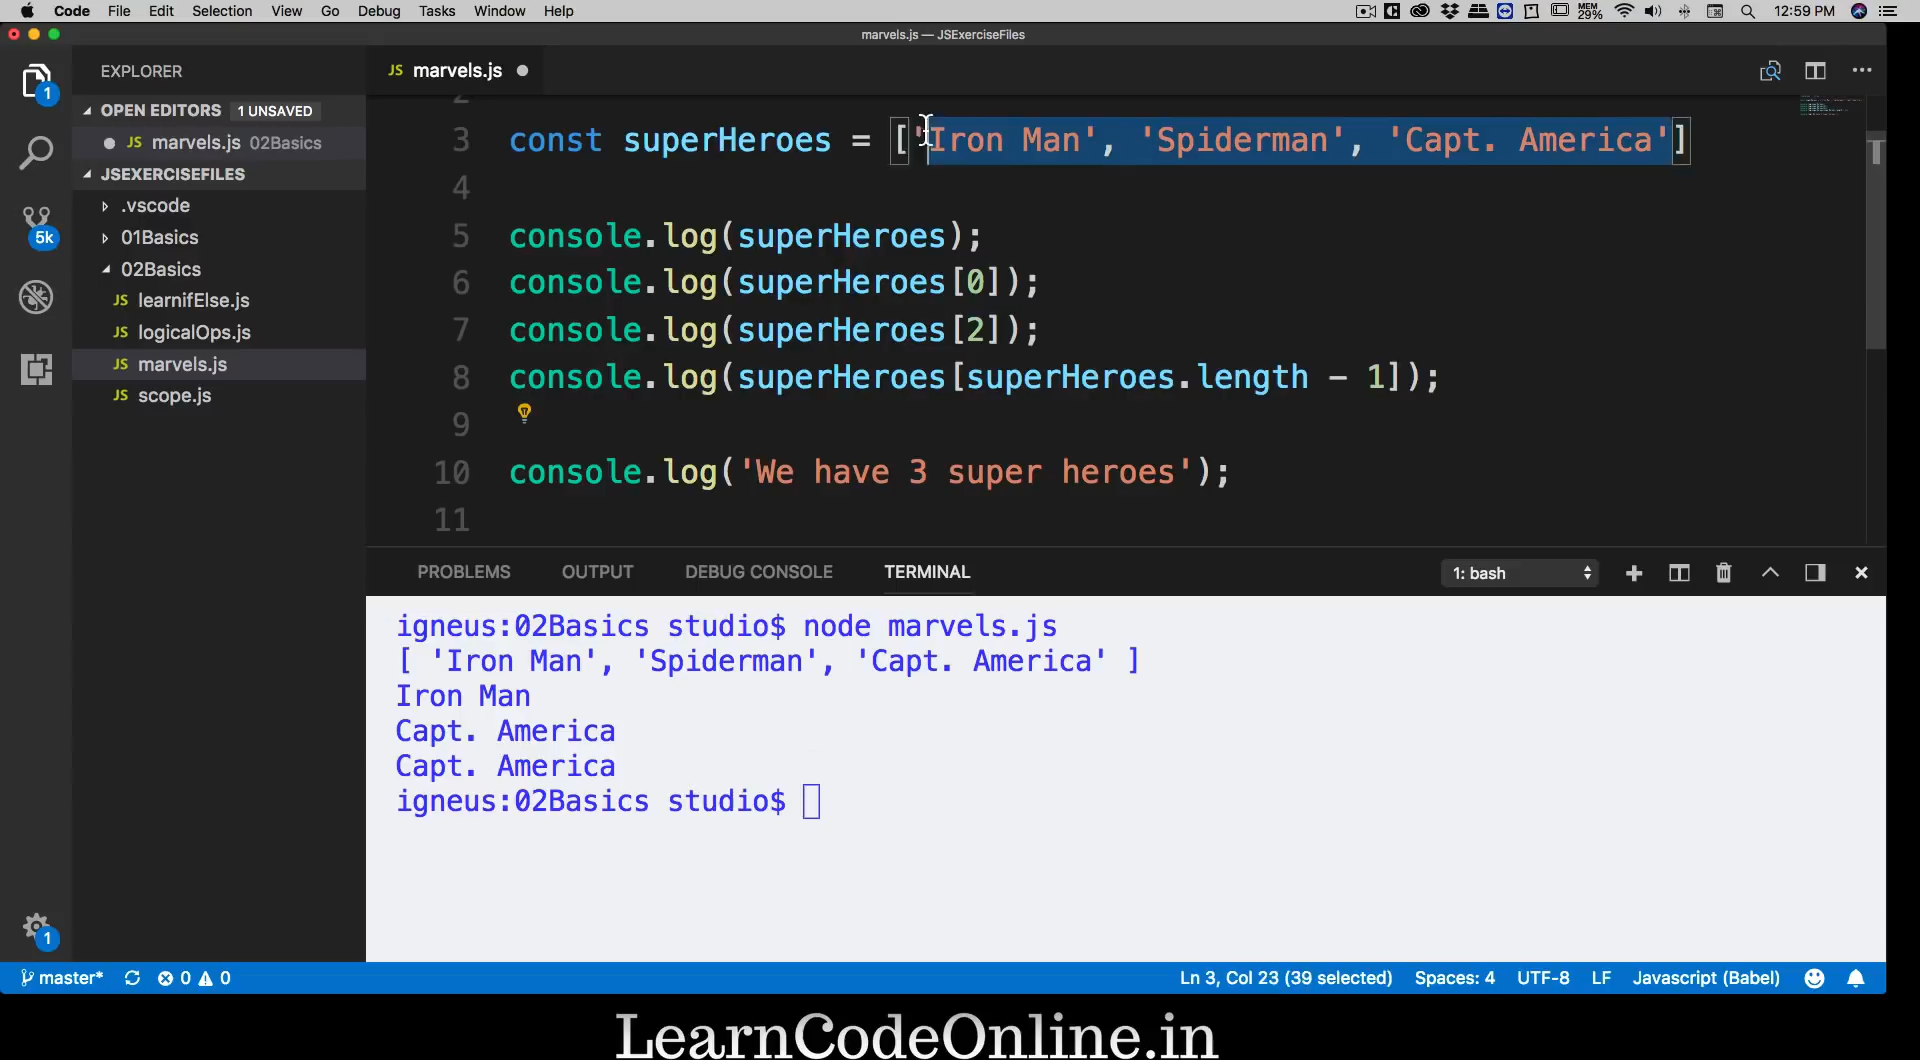 Code File Edit Selection View Go Debug Tasks Window Help MEM 29% 12:59 PM
marvels.js — JSExerciseFiles
EXPLORER
JS marvels.js
OPEN EDITORS 1 UNSAVED
JS marvels.js 02Basics
JSEXERCISEFILES
.vscode
01Basics
02Basics
JS learnifElse.js
JS logicalOps.js
JS marvels.js
JS scope.js
1
5k
1
2
3 const superHeroes = ['Iron Man', 'Spiderman', 'Capt. America']
4
5 console.log(superHeroes);
6 console.log(superHeroes[0]);
7 console.log(superHeroes[2]);
8 console.log(superHeroes[superHeroes.length - 1]);
9
10 console.log('We have 3 super heroes');
11
PROBLEMS OUTPUT DEBUG CONSOLE TERMINAL 1: bash
igneus:02Basics studio$ node marvels.js
[ 'Iron Man', 'Spiderman', 'Capt. America' ]
Iron Man
Capt. America
Capt. America
igneus:02Basics studio$
master* 0 0 Ln 3, Col 23 (39 selected) Spaces: 4 UTF-8 LF Javascript (Babel)
LearnCodeOnline.in